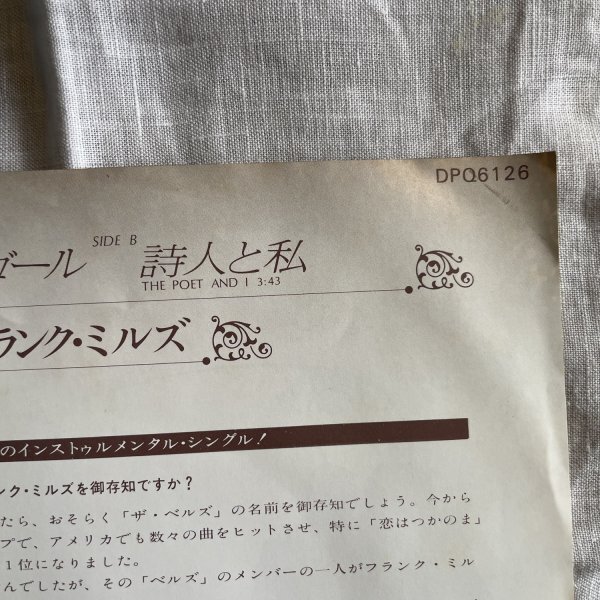 DPQ6126
ゴール SIDE B 詩人と私
THE POET AND I 3:43
ランク・ミルズ
のインストゥルメンタル・シングル!
ンク・ミルズを御存知ですか?
たら、おそらく「ザ・ベルズ」の名前を御存知でしょう。今から
プで、アメリカでも数々の曲をヒットさせ、特に「恋はつかのま」
1位になりました。
んでしたが、その「ベルズ」のメンバーの一人がフランク・ミル